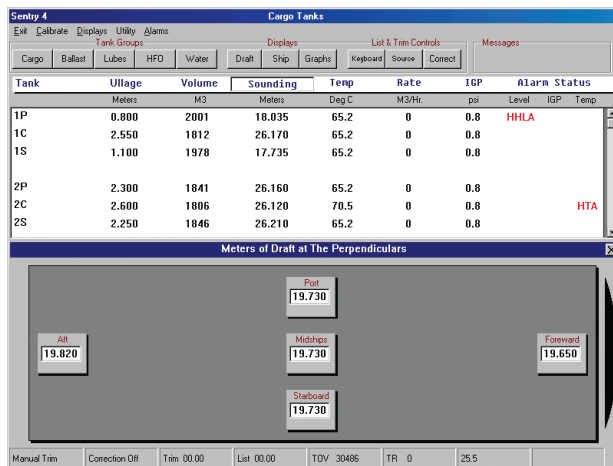 Sentry 4 Cargo Tanks
Exit Calibrate Displays Utility Alarms
Tank Groups Displays List & Trim Controls Messages
Cargo Ballast Lubes HFO Water Draft Ship Graphs Keyboard Source Correct
Tank Ullage Volume Sounding Temp Rate IGP Alarm Status
Meters M3 Meters Deg C M3/Hr. psi Level IGP Temp
1P 0.800 2001 18.035 65.2 0 0.8 HHLA
1C 2.550 1812 26.170 65.2 0 0.8
1S 1.100 1978 17.735 65.2 0 0.8
2P 2.300 1841 26.160 65.2 0 0.8
2C 2.600 1806 26.120 70.5 0 0.8 HTA
2S 2.250 1846 26.210 65.2 0 0.8
Meters of Draft at The Perpendiculars
Port
19.730
Aft Midships Foreward
19.820 19.730 19.650
Starboard
19.730
Manual Trim Correction Off Trim 00.00 List 00.00 TOV 30486 TR 0 25.5